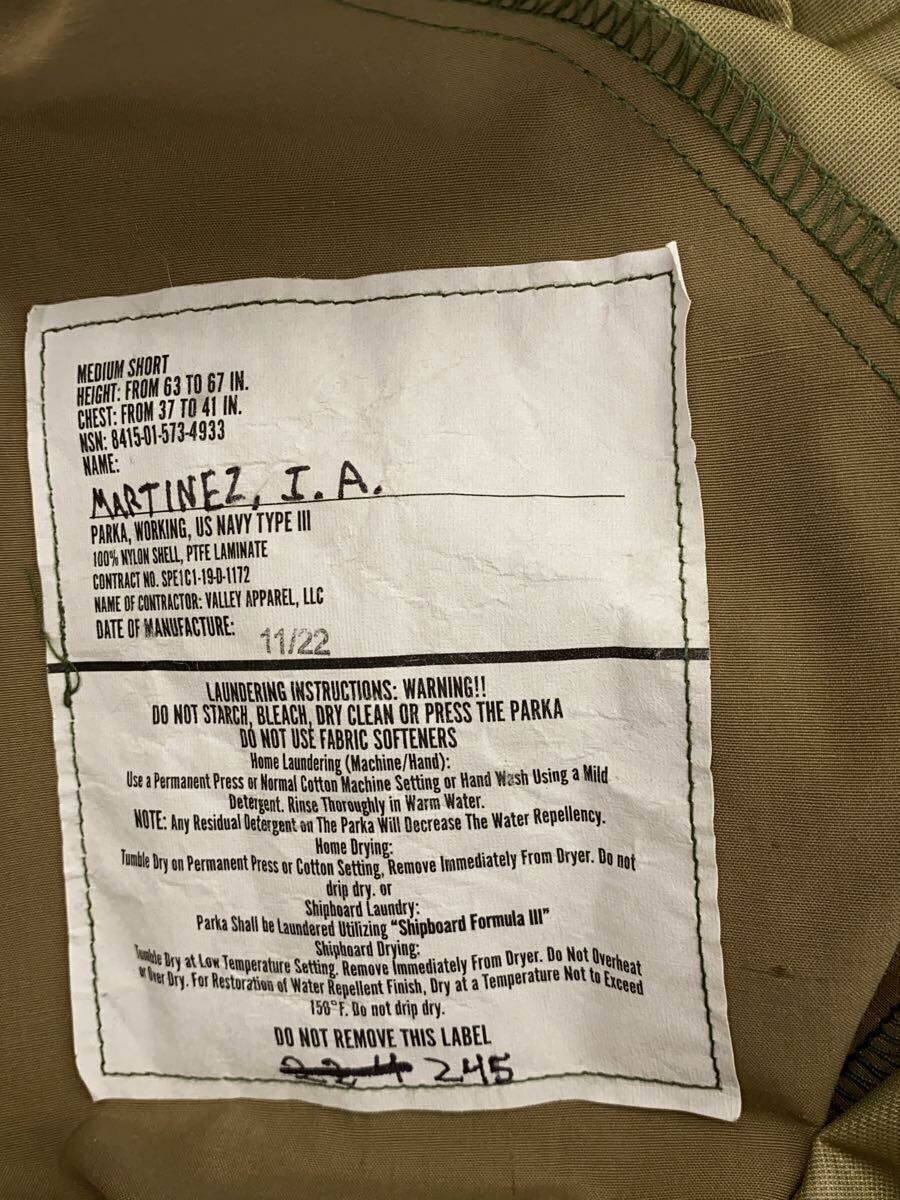 MEDIUM SHORT
HEIGHT: FROM 63 TO 67 IN.
CHEST: FROM 37 TO 41 IN.
NSN: 8415-01-573-4933
NAME:
MARTINEZ, I. A.
PARKA, WORKING, US NAVY TYPE III
100% NYLON SHELL, PTFE LAMINATE
CONTRACT NO. SPE1C1-19-D-1172
NAME OF CONTRACTOR: VALLEY APPAREL, LLC
DATE OF MANUFACTURE: 11/22
LAUNDERING INSTRUCTIONS: WARNING!!
DO NOT STARCH, BLEACH, DRY CLEAN OR PRESS THE PARKA
DO NOT USE FABRIC SOFTENERS
Home Laundering (Machine/Hand):
Use a Permanent Press or Normal Cotton Machine Setting or Hand Wash Using a Mild
Detergent. Rinse Thoroughly in Warm Water.
NOTE: Any Residual Detergent on The Parka Will Decrease The Water Repellency.
Home Drying:
Tumble Dry on Permanent Press or Cotton Setting, Remove Immediately From Dryer. Do not
drip dry. or
Shipboard Laundry:
Parka Shall be Laundered Utilizing "Shipboard Formula III"
Shipboard Drying:
Tumble Dry at Low Temperature Setting. Remove Immediately From Dryer. Do Not Overheat
or Over Dry. For Restoration of Water Repellent Finish, Dry at a Temperature Not to Exceed
150°F. Do not drip dry.
DO NOT REMOVE THIS LABEL
224 245